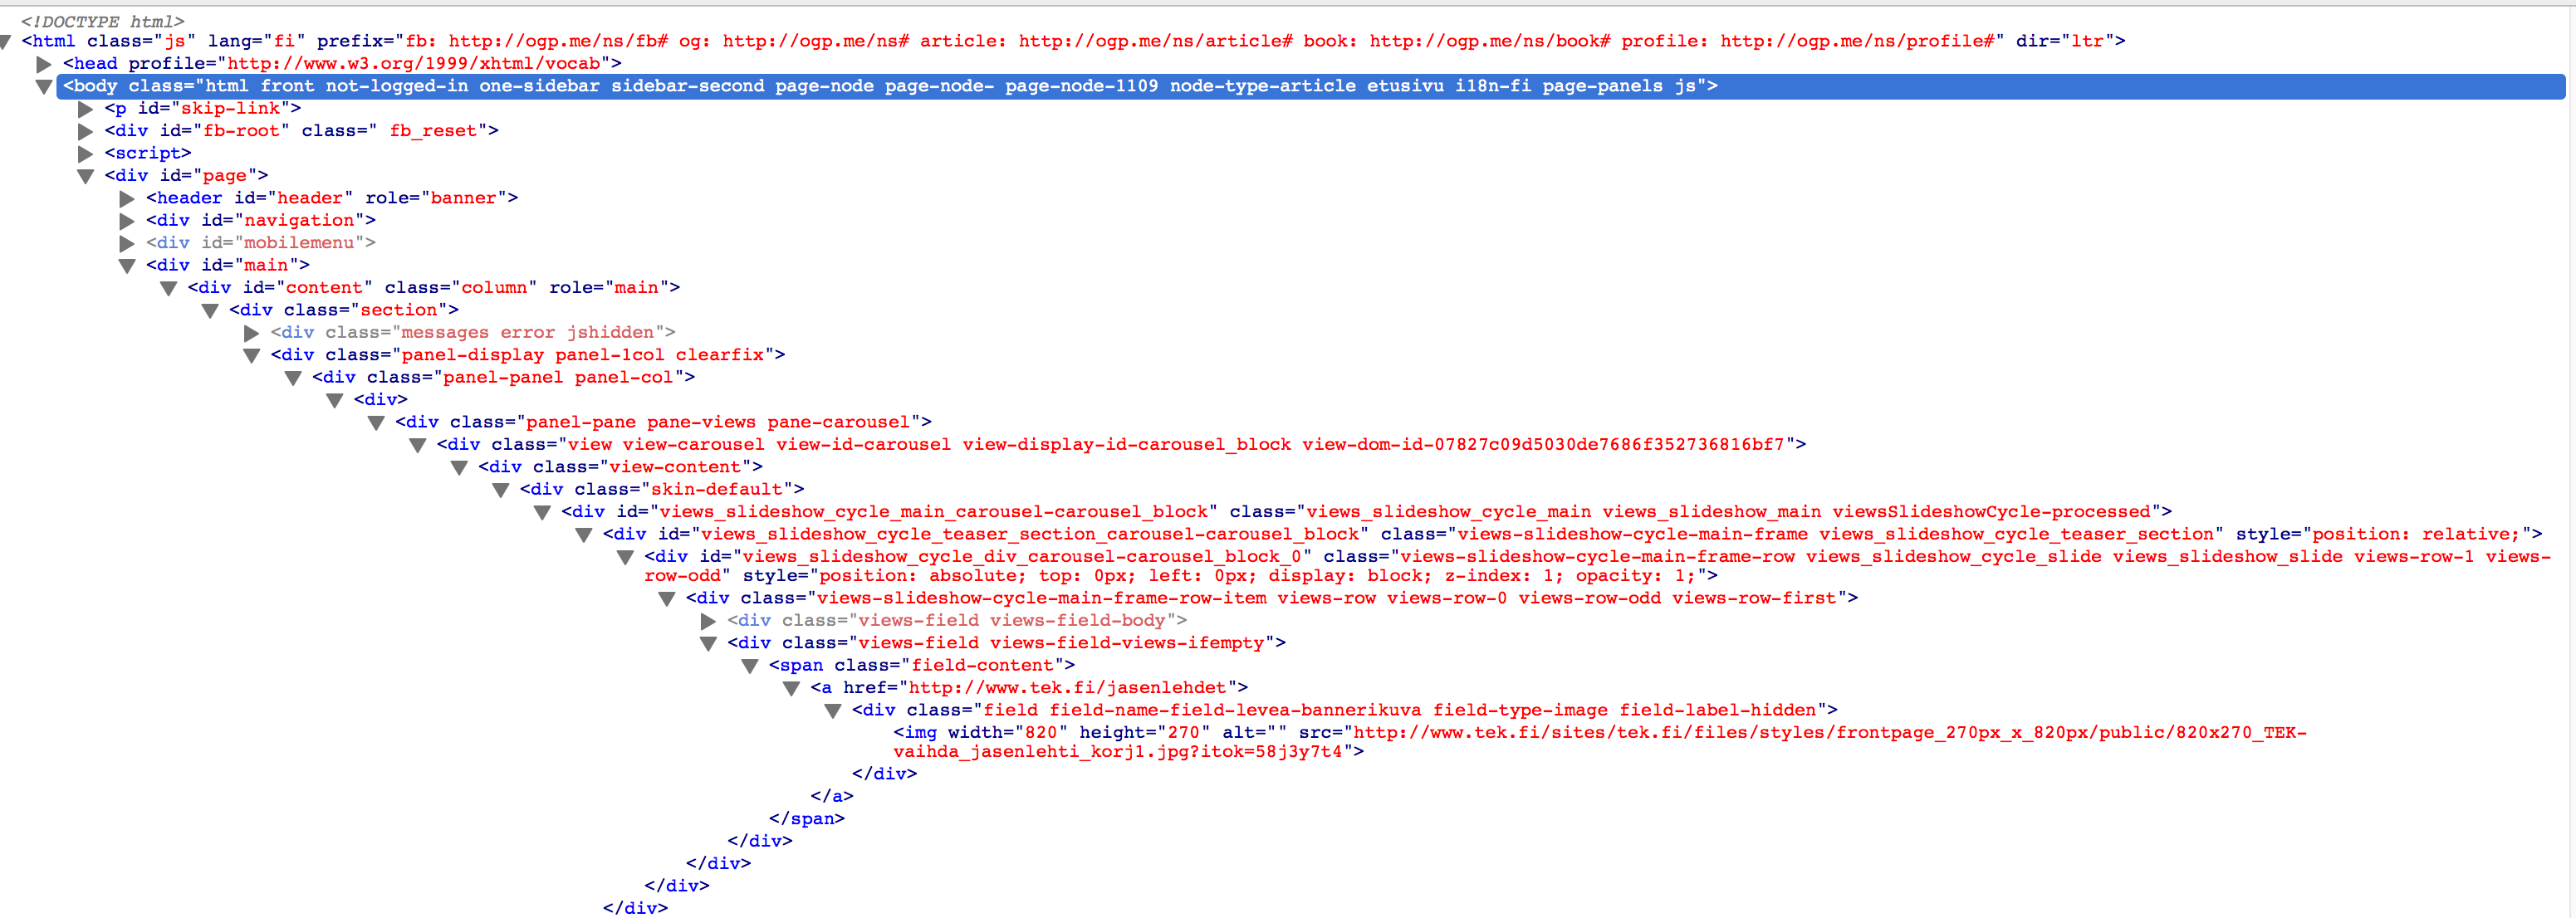 <!DOCTYPE html>
<html class="js" lang="fi" prefix="fb: http://ogp.me/ns/fb# og: http://ogp.me/ns# article: http://ogp.me/ns/article# book: http://ogp.me/ns/book# profile: http://ogp.me/ns/profile#" dir="ltr">
<head profile="http://www.w3.org/1999/xhtml/vocab">
<body class="html front not-logged-in one-sidebar sidebar-second page-node page-node- page-node-1109 node-type-article etusivu i18n-fi page-panels js">
<p id="skip-link">
<div id="fb-root" class=" fb_reset">
<script>
<div id="page">
<header id="header" role="banner">
<div id="navigation">
<div id="mobilemenu">
<div id="main">
<div id="content" class="column" role="main">
<div class="section">
<div class="messages error jshidden">
<div class="panel-display panel-1col clearfix">
<div class="panel-panel panel-col">
<div>
<div class="panel-pane pane-views pane-carousel">
<div class="view view-carousel view-id-carousel view-display-id-carousel_block view-dom-id-07827c09d5030de7686f352736816bf7">
<div class="view-content">
<div class="skin-default">
<div id="views_slideshow_cycle_main_carousel-carousel_block" class="views_slideshow_cycle_main views_slideshow_main viewsSlideshowCycle-processed">
<div id="views_slideshow_cycle_teaser_section_carousel-carousel_block" class="views-slideshow-cycle-main-frame views_slideshow_cycle_teaser_section" style="position: relative;">
<div id="views_slideshow_cycle_div_carousel-carousel_block_0" class="views-slideshow-cycle-main-frame-row views_slideshow_cycle_slide views_slideshow_slide views-row-1 views-
row-odd" style="position: absolute; top: 0px; left: 0px; display: block; z-index: 1; opacity: 1;">
<div class="views-slideshow-cycle-main-frame-row-item views-row views-row-0 views-row-odd views-row-first">
<div class="views-field views-field-body">
<div class="views-field views-field-views-ifempty">
<span class="field-content">
<a href="http://www.tek.fi/jasenlehdet">
<div class="field field-name-field-levea-bannerikuva field-type-image field-label-hidden">
<img width="820" height="270" alt="" src="http://www.tek.fi/sites/tek.fi/files/styles/frontpage_270px_x_820px/public/820x270_TEK-
vaihda_jasenlehti_korj1.jpg?itok=58j3y7t4">
</div>
</a>
</span>
</div>
</div>
</div>
</div>